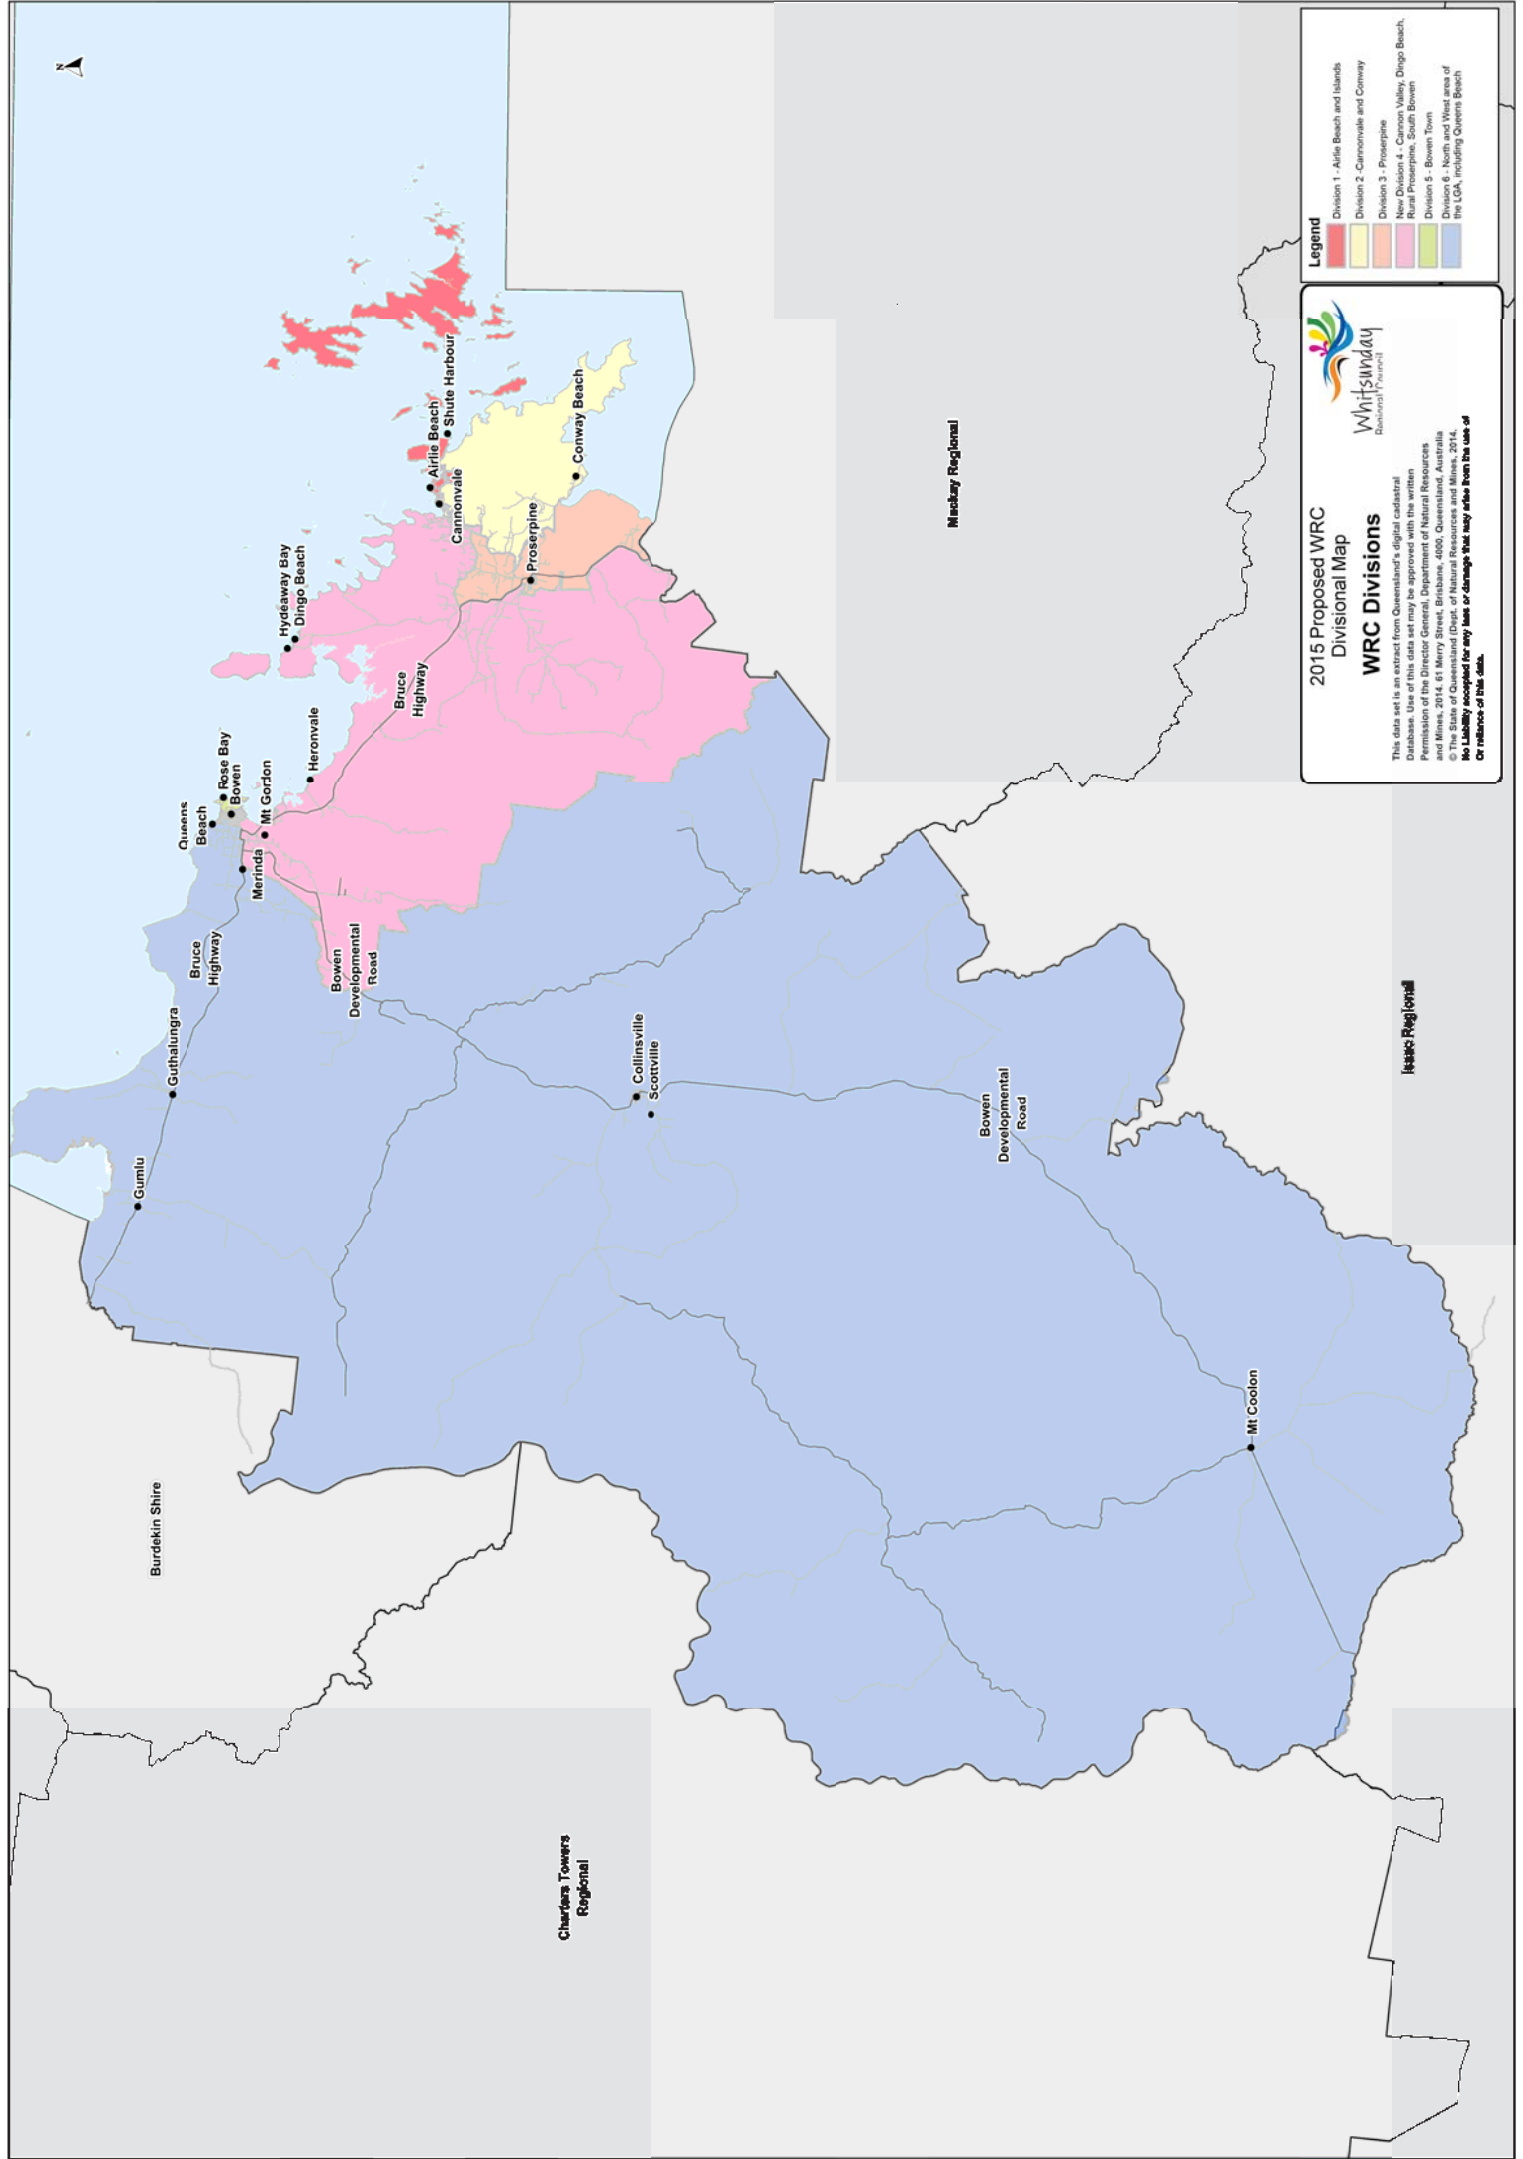 N
Hydeaway Bay
Dingo Beach
Airlie Beach
Shute Harbour
Cannonvale
Conway Beach
Proserpine
Bruce
Highway
Heronvale
Rose Bay
Bowen
Mt Gordon
Queens
Beach
Merinda
Bruce
Highway
Bowen
Developmental
Road
Guthalungra
Gumlu
Collinsville
Scottville
Bowen
Developmental
Road
Mt Coolon
Burdekin Shire
Charters Towers
Regional
Mackay Regional
Isaac Regional
Legend
Division 1 - Airlie Beach and Islands
Division 2 -Cannonvale and Conway
Division 3 - Proserpine
New Division 4 - Cannon Valley, Dingo Beach,
Rural Proserpine, South Bowen
Division 5 - Bowen Town
Division 6 - North and West area of
the LGA, including Queens Beach
2015 Proposed WRC
Divisional Map
WRC Divisions
Whitsunday
Regional Council
This data set is an extract from Queensland's digital cadastral
Database. Use of this data set may be approved with the written
Permission of the Director General, Department of Natural Resources
and Mines, 2014. 61 Merry Street, Brisbane, 4000, Queensland, Australia
© The State of Queensland (Dept. of Natural Resources and Mines, 2014.
No Liability accepted for any loss or damage that may arise from the use of
Or reliance of this data.